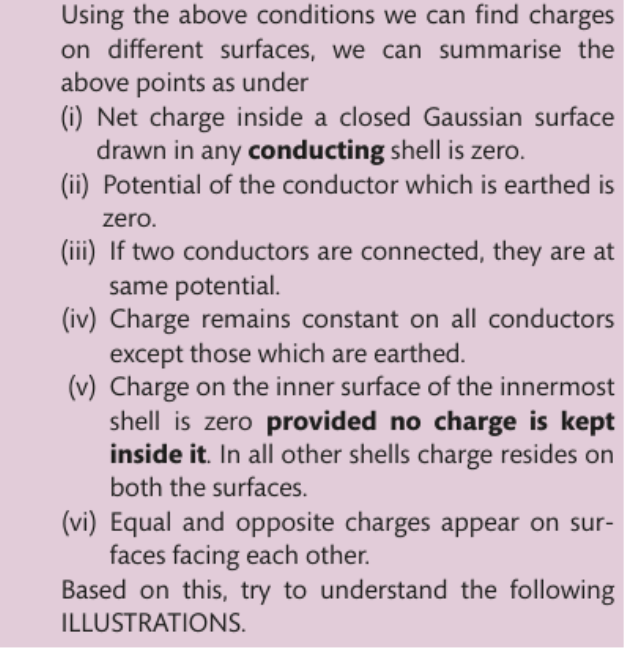 Using the above conditions we can find charges
on different surfaces, we can summarise the
above points as under
(i) Net charge inside a closed Gaussian surface
drawn in any conducting shell is zero.
(ii) Potential of the conductor which is earthed is
zero.
(iii) If two conductors are connected, they are at
same potential.
(iv) Charge remains constant on all conductors
except those which are earthed.
(v) Charge on the inner surface of the innermost
shell is zero provided no charge is kept
inside it. In all other shells charge resides on
both the surfaces.
(vi) Equal and opposite charges appear on sur-
faces facing each other.
Based on this, try to understand the following
ILLUSTRATIONS.